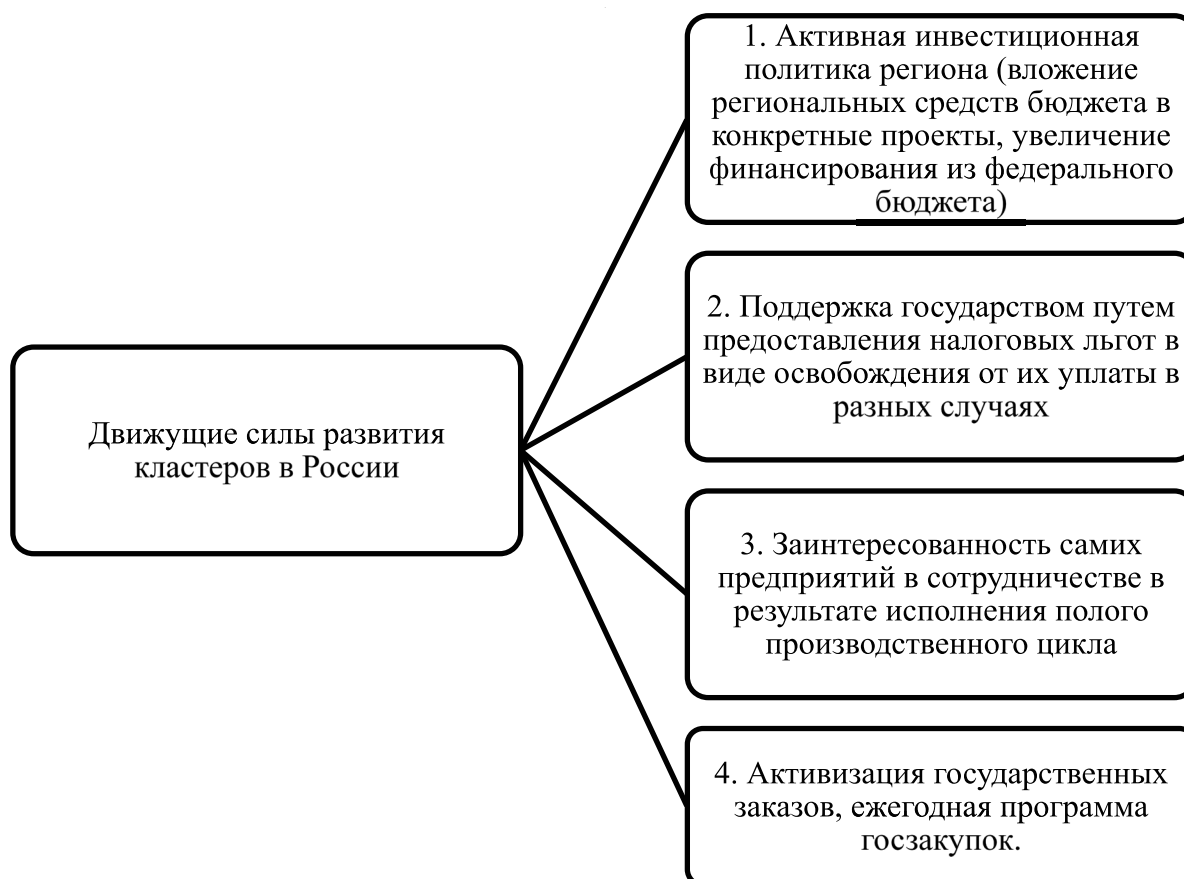 1. Активная инвестиционная
политика региона (вложение
региональных средств бюджета в
конкретные проекты, увеличение
финансирования из федерального
бюджета)
2. Поддержка государством путем
предоставления налоговых льгот в
виде освобождения от их уплаты в
разных случаях
Движущие силы развития
кластеров в России
3. Заинтересованность самих
предприятий в сотрудничестве в
результате исполнения полого
производственного цикла
4. Активизация государственных
заказов, ежегодная программа
госзакупок.